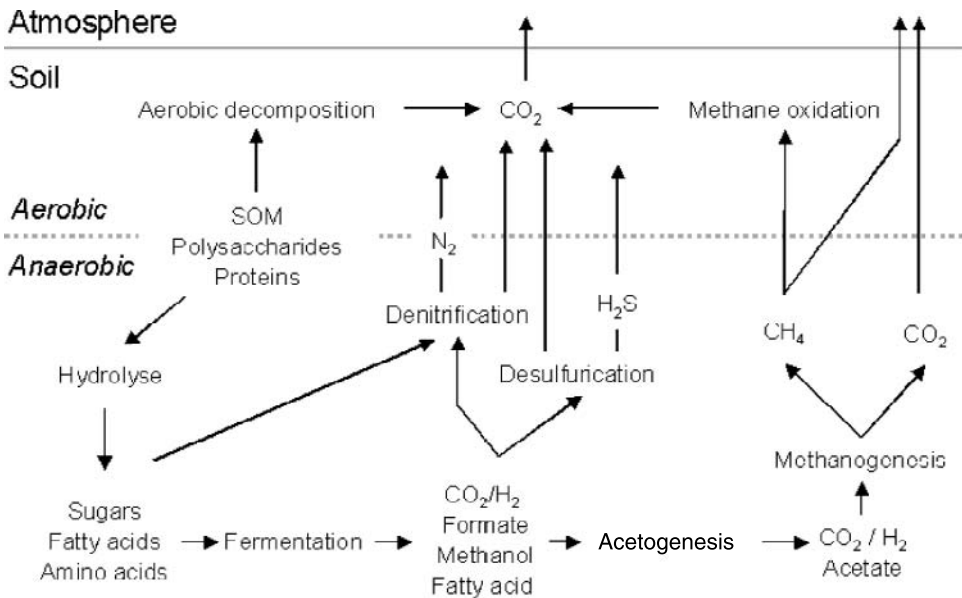 Atmosphere
Soil
Aerobic decomposition
CO₂
Methane oxidation
Aerobic
SOM
Polysaccharides
Proteins
N₂
Anaerobic
Denitrification
H₂S
CH₄
CO₂
Hydrolyse
Desulfurication
Methanogenesis
Sugars
Fatty acids
Amino acids
Fermentation
CO₂/H₂
Formate
Methanol
Fatty acid
Acetogenesis
CO₂ / H₂
Acetate